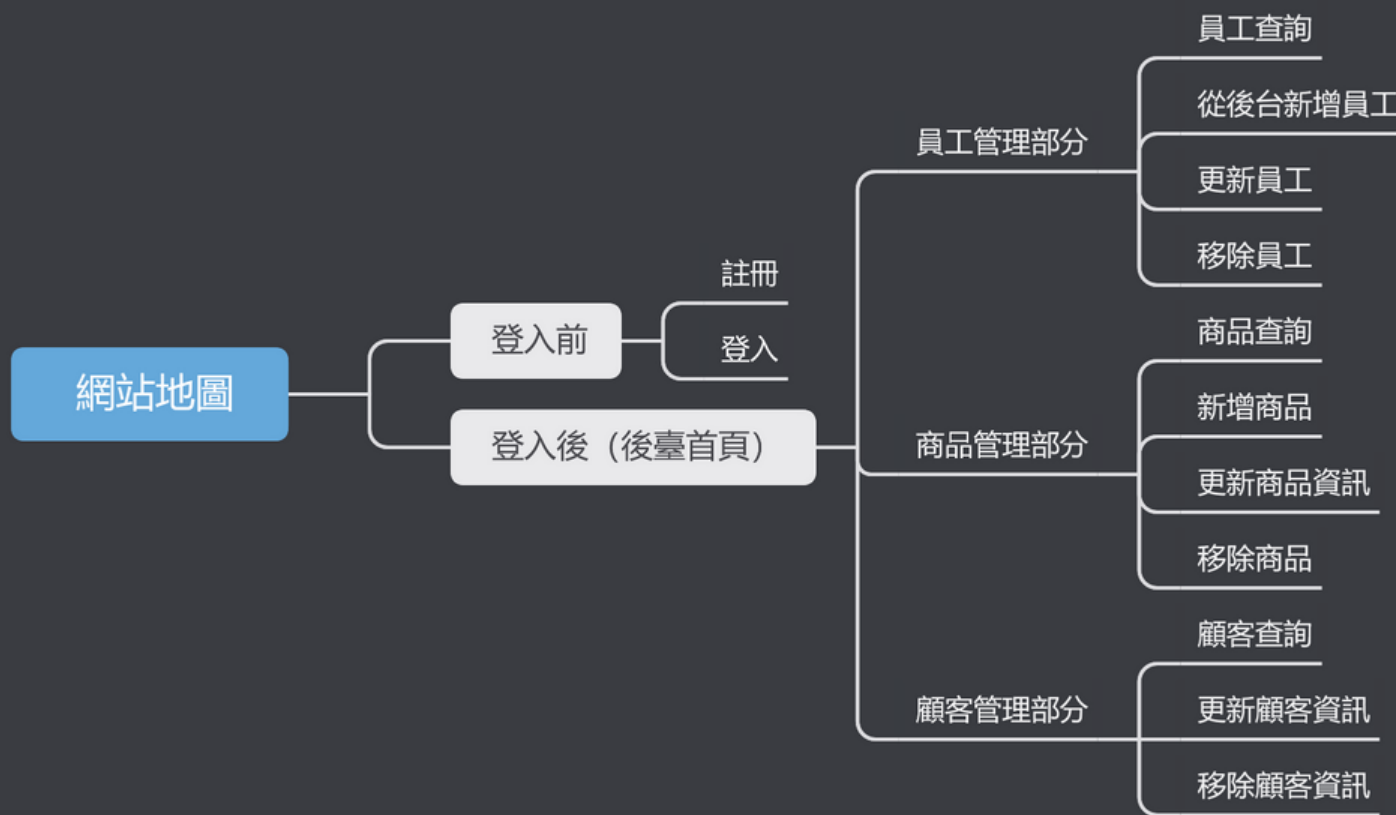 網站地圖
登入前
註冊
登入
登入後（後臺首頁）
員工管理部分
員工查詢
從後台新增員工
更新員工
移除員工
商品管理部分
商品查詢
新增商品
更新商品資訊
移除商品
顧客管理部分
顧客查詢
更新顧客資訊
移除顧客資訊